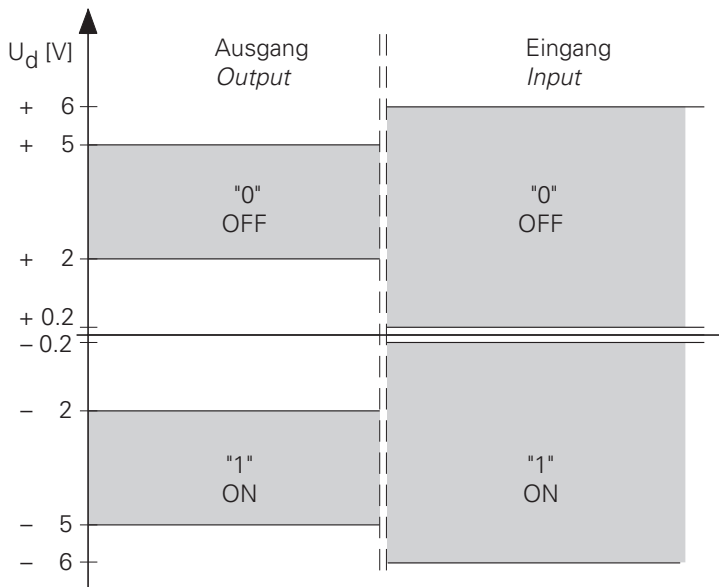 U_d [V]
Ausgang
Output
Eingang
Input
+ 6
+ 5
"0"
OFF
"0"
OFF
+ 2
+ 0.2
– 0.2
– 2
"1"
ON
"1"
ON
– 5
– 6